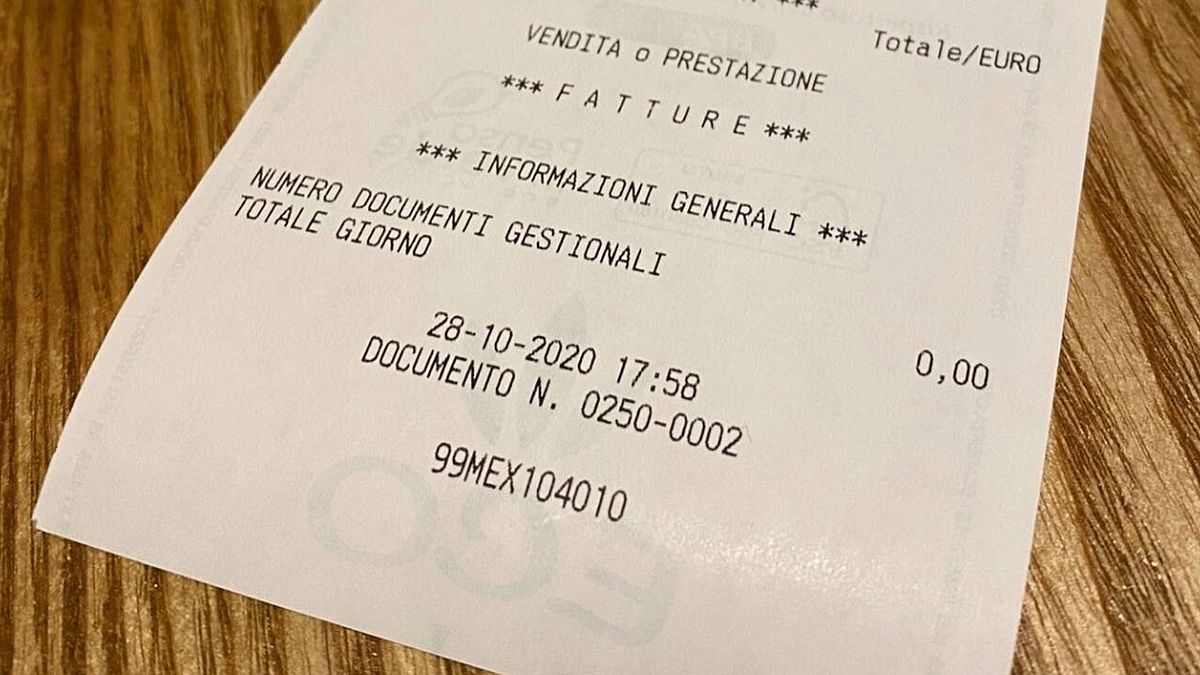 ***
VENDITA o PRESTAZIONE Totale/EURO
*** F A T T U R E ***
*** INFORMAZIONI GENERALI ***
NUMERO DOCUMENTI GESTIONALI
TOTALE GIORNO 0,00
28-10-2020 17:58
DOCUMENTO N. 0250-0002
99MEX104010